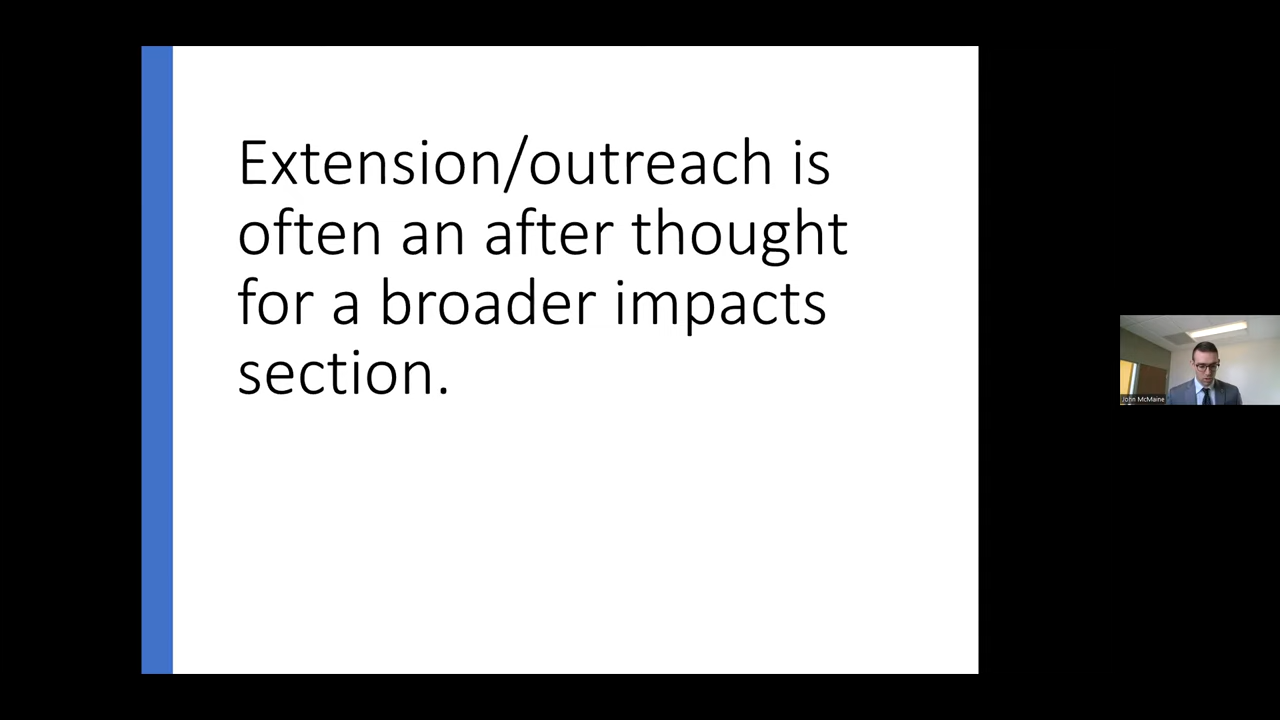 Extension/outreach is
often an after thought
for a broader impacts
section.
John McMaine